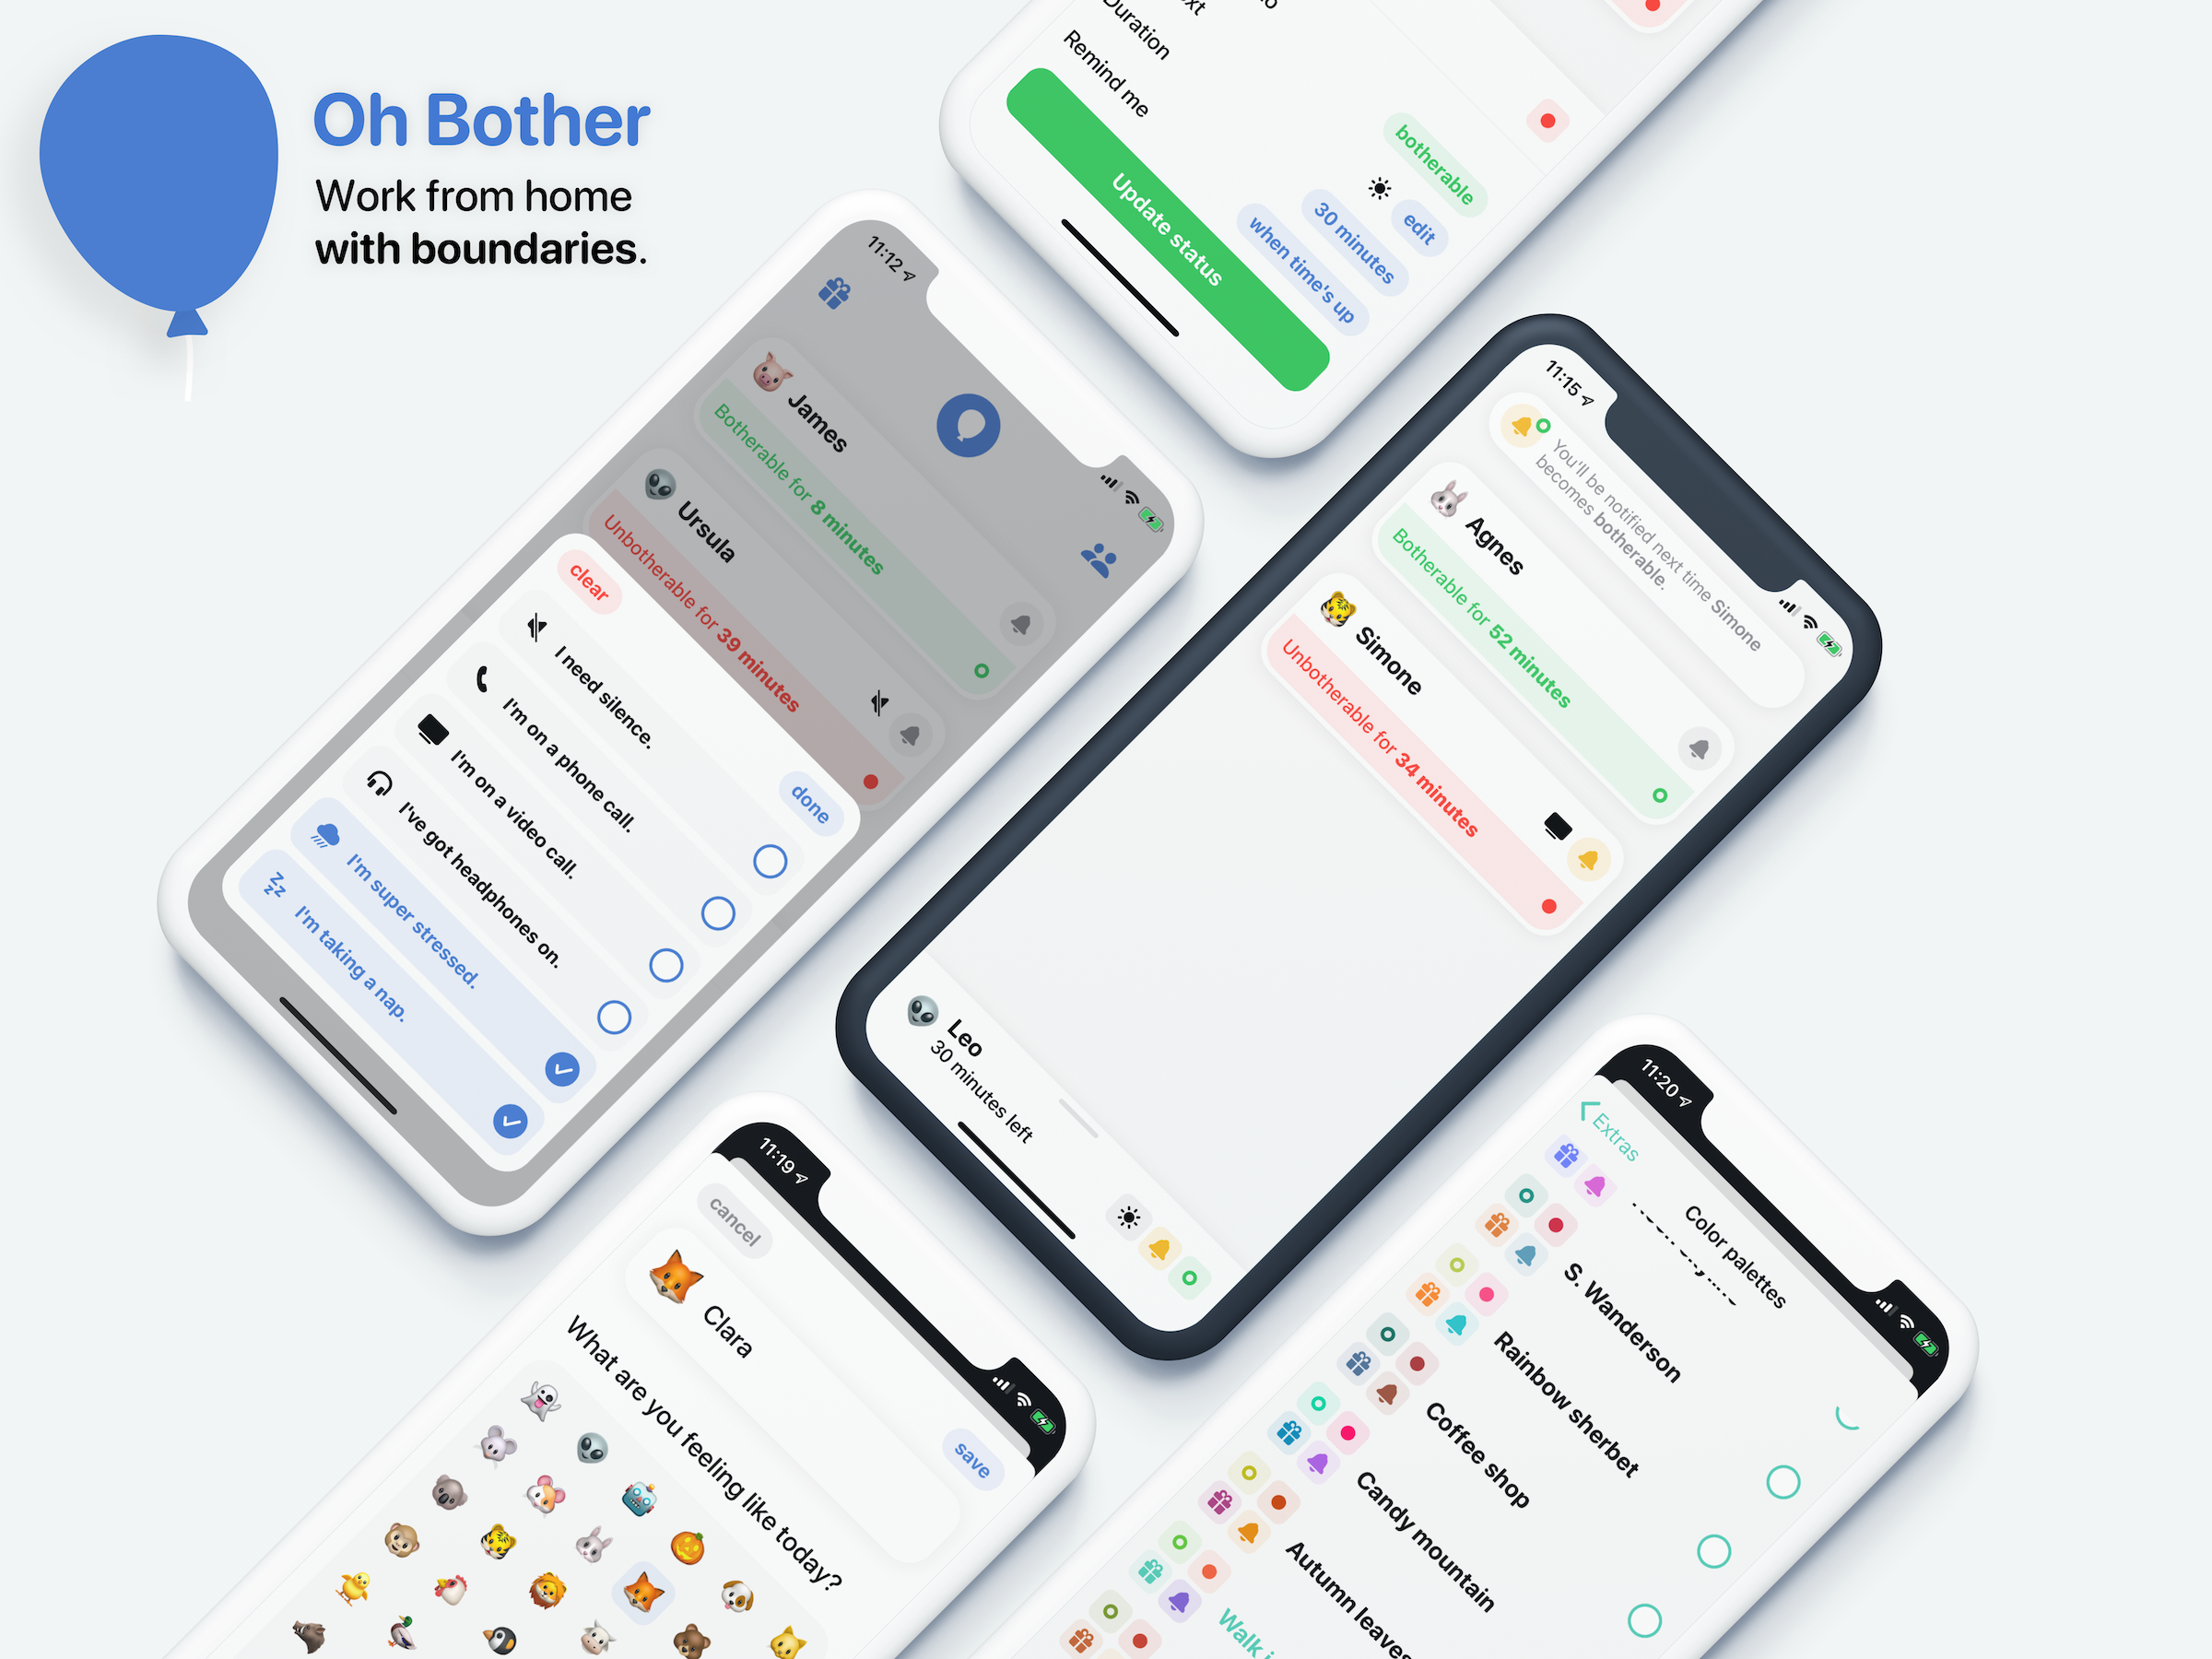 Oh Bother
Work from home
with boundaries.
Duration
Remind me
botherable
edit
30 minutes
when time's up
Update status
11:12
James
Botherable for 8 minutes
Ursula
Unbotherable for 39 minutes
clear
done
I need silence.
I'm on a phone call.
I'm on a video call.
I've got headphones on.
I'm super stressed.
I'm taking a nap.
11:15
You'll be notified next time Simone
becomes botherable.
Agnes
Botherable for 52 minutes
Simone
Unbotherable for 34 minutes
Leo
30 minutes left
11:19
cancel
save
Clara
What are you feeling like today?
11:20
Extras
Color palettes
S. Wanderson
Rainbow sherbet
Coffee shop
Candy mountain
Autumn leaves
Walk i